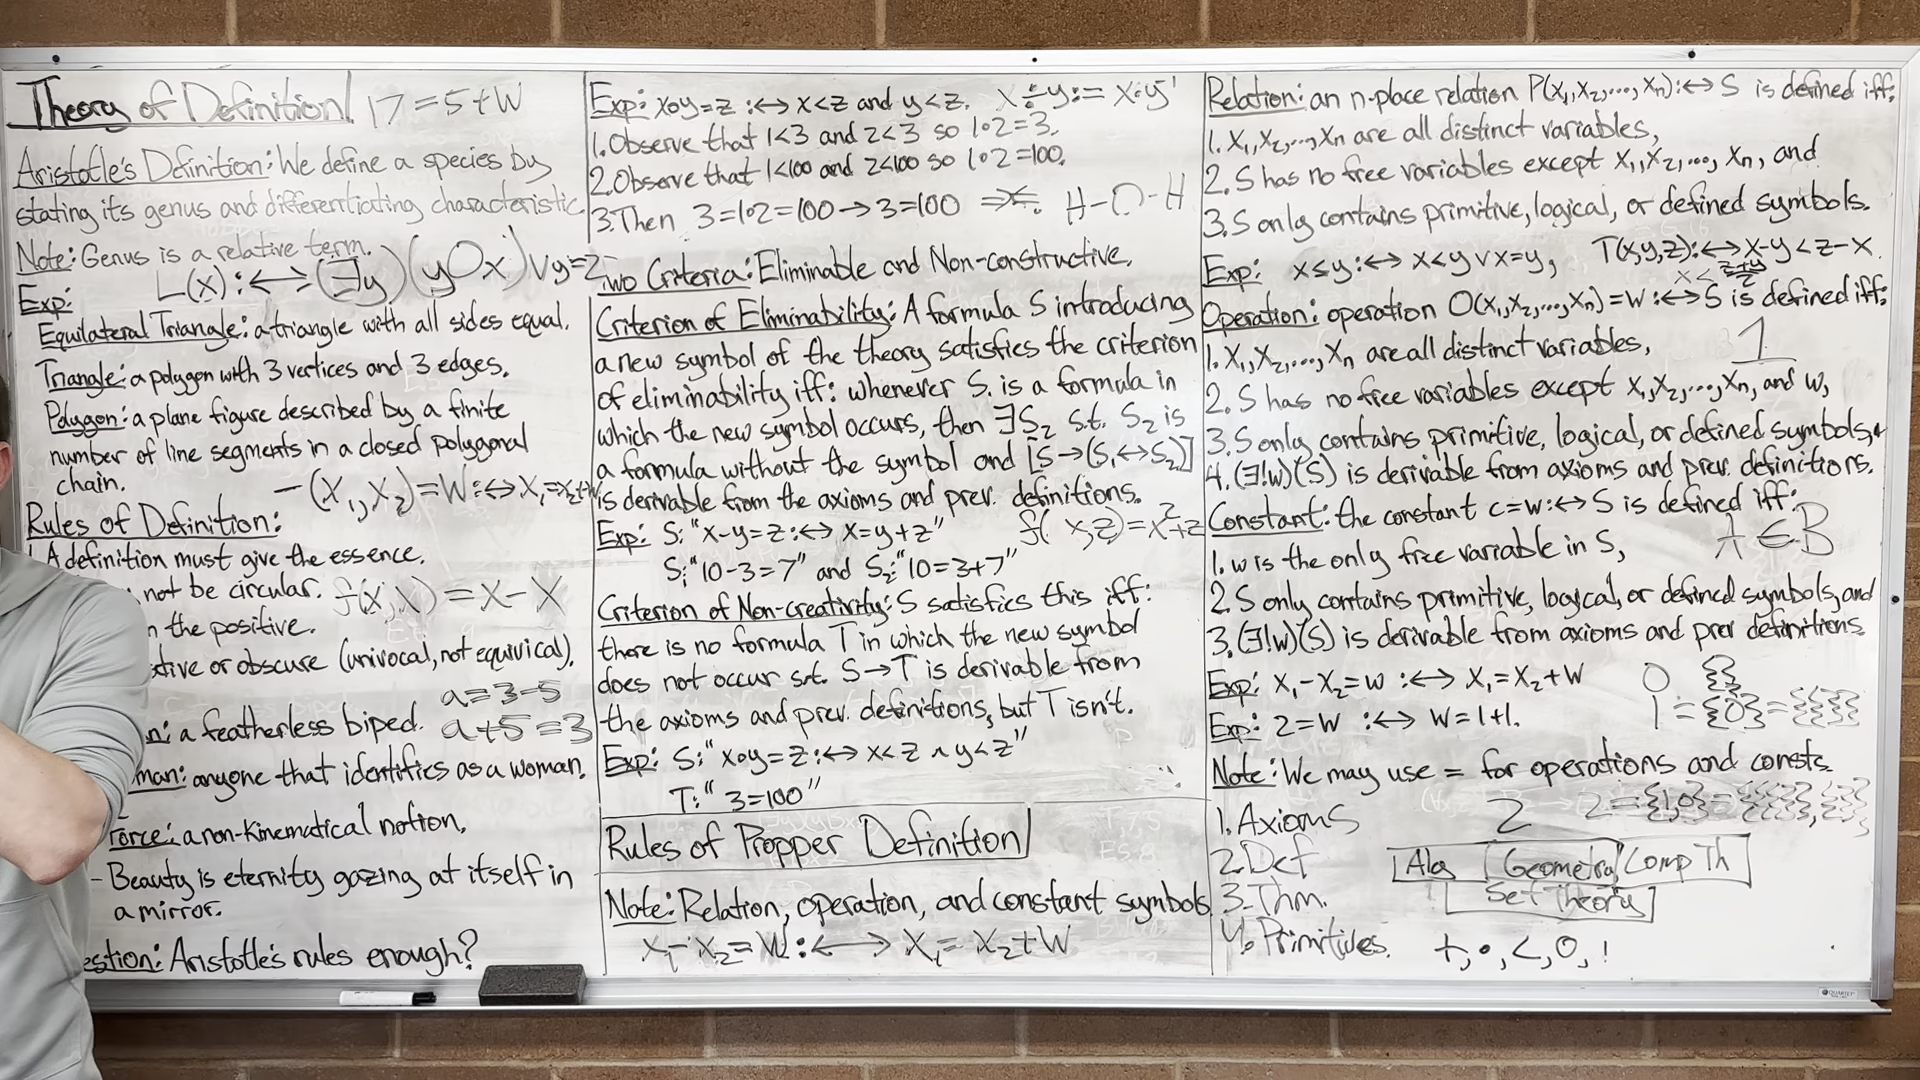 Theory of Definition 17=5+W
Aristotle's Definition: We define a species by
stating its genus and differentiating characteristic.
Note: Genus is a relative term.
L(x):↔(∃y)(yOx)∨y=2
Exp:
Equilateral Triangle: a triangle with all sides equal.
Triangle: a polygon with 3 vertices and 3 edges.
Polygon: a plane figure described by a finite
number of line segments in a closed polygonal
chain.
-(X₁,X₂)=W:↔X₁=X₂+W
Rules of Definition:
1. A definition must give the essence.
not be circular. f(x,x)=x-x
the positive.
or obscure (univocal, not equivical).
a=3-5
a featherless biped. a+5=3
anyone that identifies as a woman.
Force: a non-kinematical notion.
- Beauty is eternity gazing at itself in
a mirror.
Aristotle's rules enough?
Exp: x∘y=z:↔x<z and y<z. x÷y:=x·y⁻¹
1. Observe that 1<3 and 2<3 so 1∘2=3.
2. Observe that 1<100 and 2<100 so 1∘2=100.
3. Then 3=1∘2=100→3=100 ⇒⇐. H-O-H
Two Criteria: Eliminable and Non-constructive.
Criterion of Eliminability: A formula S introducing
a new symbol of the theory satisfies the criterion
of eliminability iff: whenever S₁ is a formula in
which the new symbol occurs, then ∃S₂ s.t. S₂ is
a formula without the symbol and [S→(S₁↔S₂)]
is derivable from the axioms and prev. definitions.
Exp: S:"x-y=z:↔x=y+z" f(x,z)=x²+z
S₁:"10-3=7" and S₂:"10=3+7"
Criterion of Non-creativity: S satisfies this iff:
there is no formula T in which the new symbol
does not occur s.t. S→T is derivable from
the axioms and prev. definitions, but T isn't.
Exp: S:"x∘y=z:↔x<z ∧ y<z"
T:"3=100"
Rules of Propper Definition
Note: Relation, operation, and constant symbols
X₁-X₂=W:↔X₁=X₂+W
Relation: an n-place relation P(X₁,X₂,...,Xn):↔S is defined iff:
1. X₁,X₂,...,Xn are all distinct variables,
2. S has no free variables except X₁,X₂,...,Xn, and
3. S only contains primitive, logical, or defined symbols.
Exp: x≤y:↔x<y∨x=y, T(x,y,z):↔x-y<z-x.
x<
Operation: operation O(X₁,X₂,...,Xn)=W:↔S is defined iff:
1. X₁,X₂,...,Xn are all distinct variables, 1
2. S has no free variables except X₁,X₂,...,Xn, and w,
3. S only contains primitive, logical, or defined symbols,
4. (∃!w)(S) is derivable from axioms and prev. definitions.
Constant: the constant c=w:↔S is defined iff:
1. w is the only free variable in S, A∈B
2. S only contains primitive, logical, or defined symbols, and
3. (∃!w)(S) is derivable from axioms and prev definitions.
Exp: X₁-X₂=W:↔X₁=X₂+W 0 {}
Exp: 2=W:↔W=1+1. 1={0}={{}}
Note: We may use = for operations and consts.
1. Axioms 2 2={1,0}={{{}},{}}
2. Def Alg Geometry Comp Th
3. Thm. Set Theory
4. Primitives. +,∘,<,0,1
QUARTET